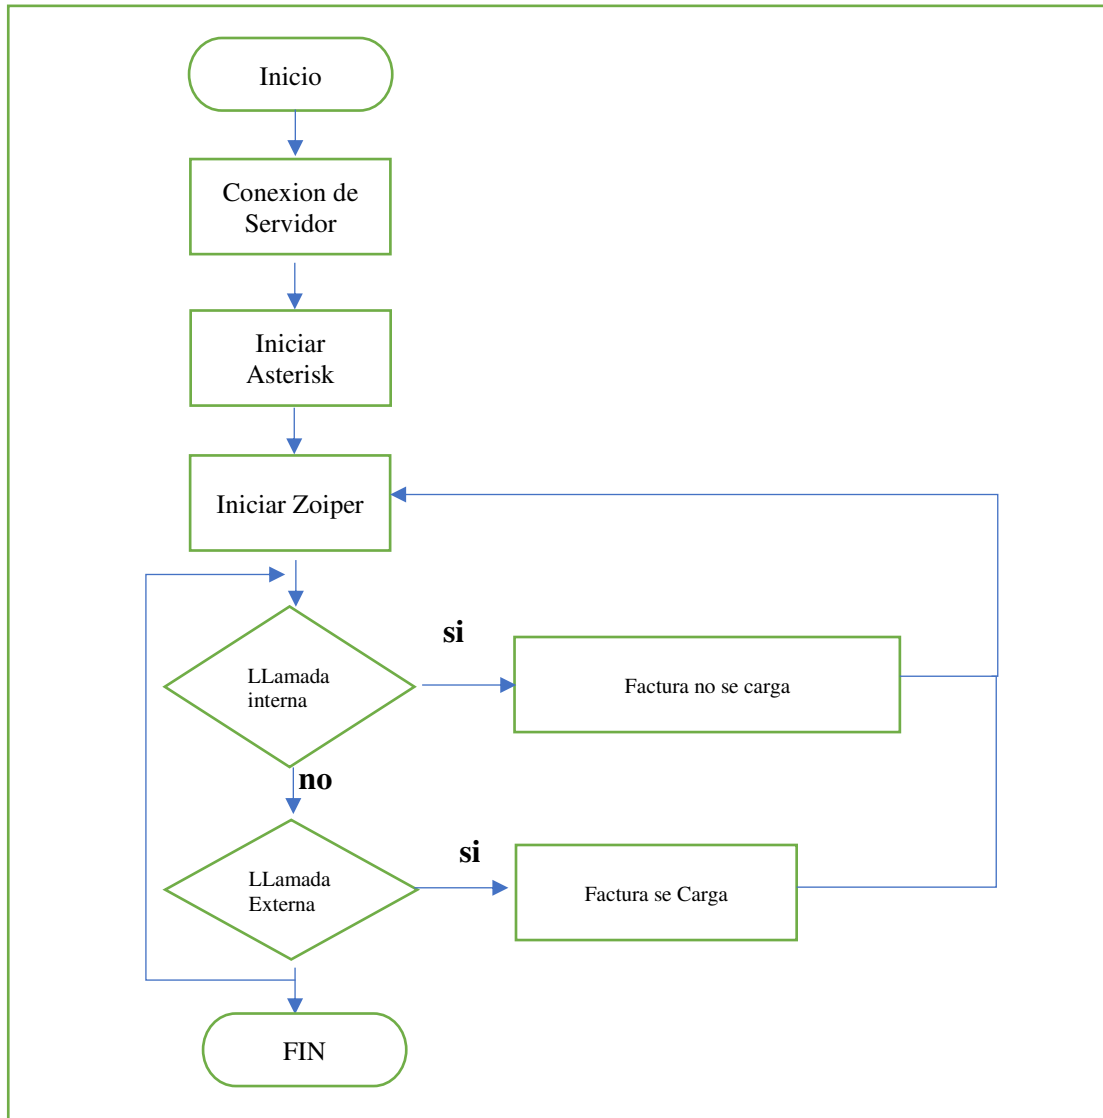 Inicio
Conexion de
Servidor
Iniciar
Asterisk
Iniciar Zoiper
si
LLamada
interna
Factura no se carga
no
si
LLamada
Externa
Factura se Carga
FIN